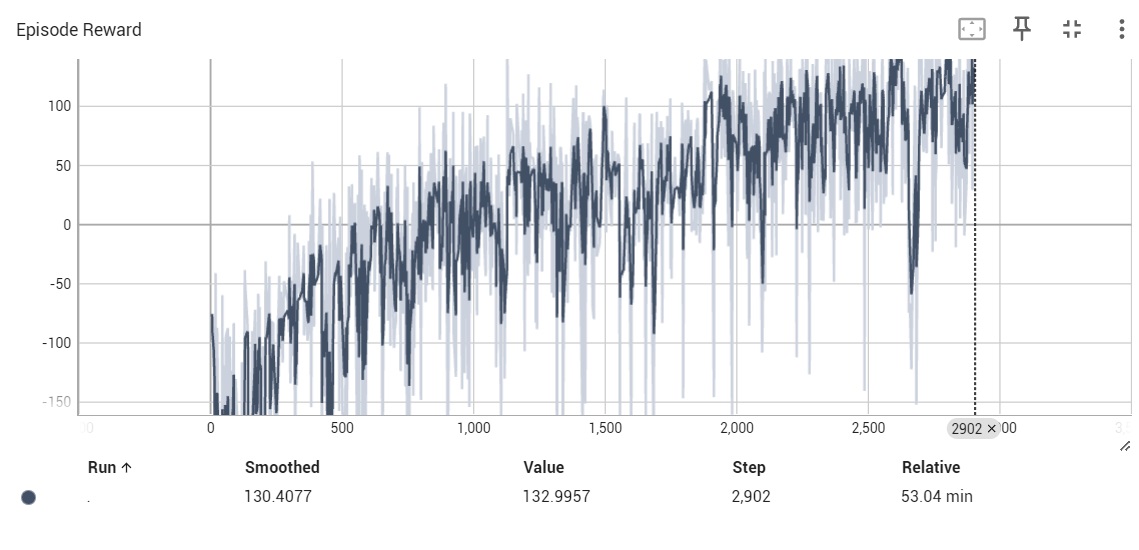 Episode Reward
100
50
0
-50
-100
-150
0 500 1,000 1,500 2,000 2,500 2902 × 00
Run ↑ Smoothed Value Step Relative
. 130.4077 132.9957 2,902 53.04 min